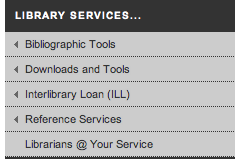 LIBRARY SERVICES...
Bibliographic Tools
Downloads and Tools
Interlibrary Loan (ILL)
Reference Services
Librarians @ Your Service